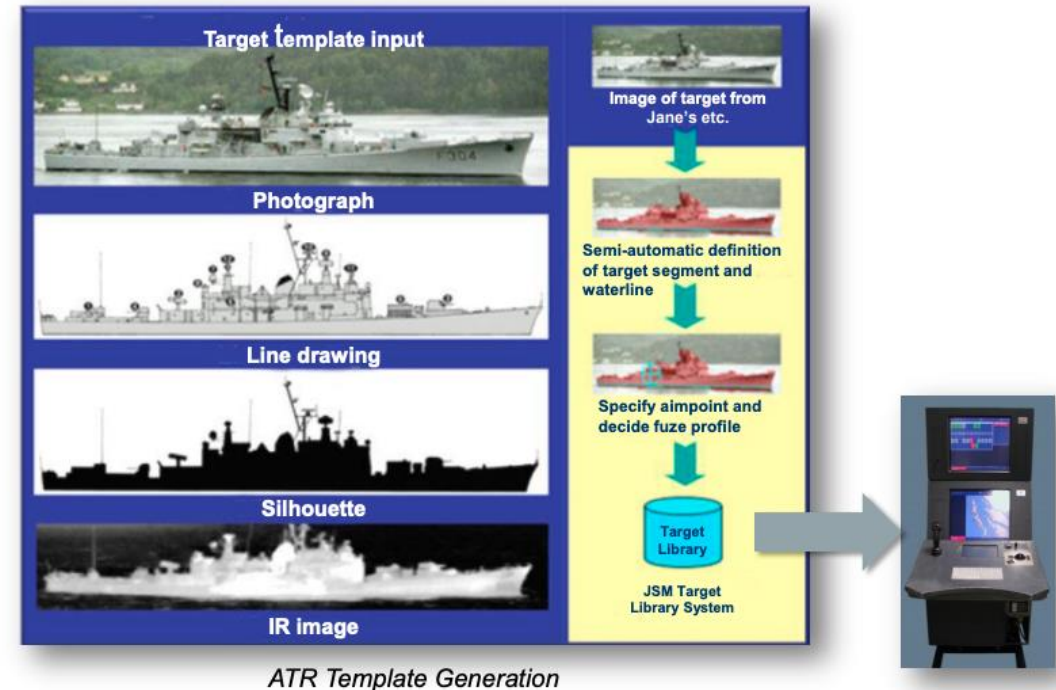 Target template input
F304
Photograph
Line drawing
Silhouette
IR image
Image of target from
Jane's etc.
Semi-automatic definition
of target segment and
waterline
Specify aimpoint and
decide fuze profile
Target
Library
JSM Target
Library System
ATR Template Generation